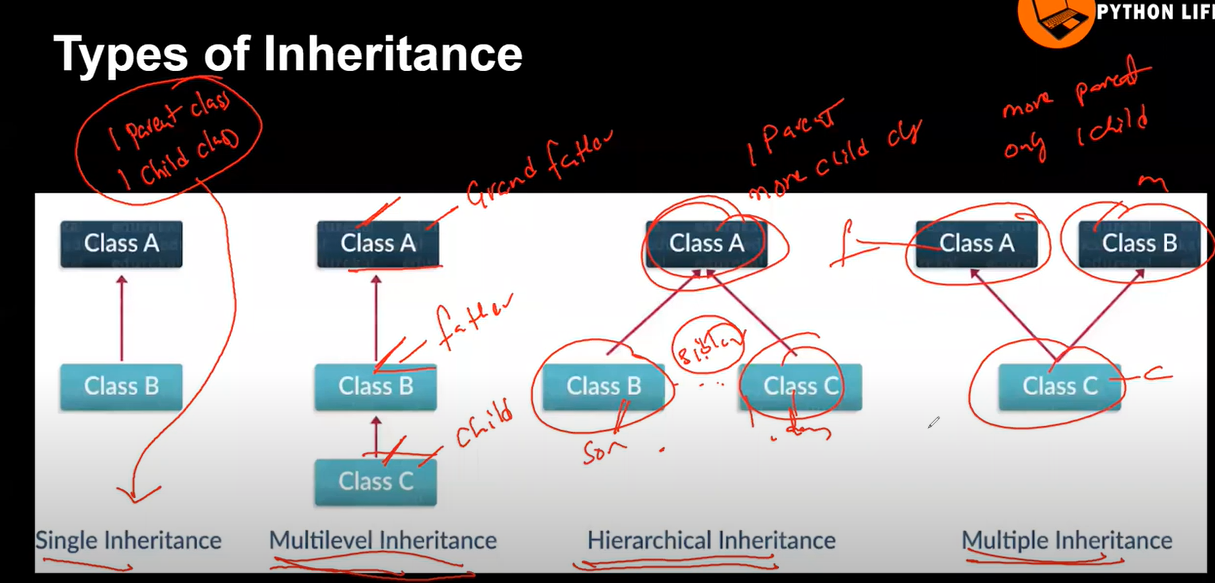 PYTHON LIF
Types of Inheritance
1 Parent class
1 child class
Grand father
1 Parent
more child
more parent
only 1 child
m
Class A
Class A
Class A
f
Class A
Class B
father
sister
Class B
Class B
Class B
Class C
Class C
c
child
son
Class C
Single Inheritance
Multilevel Inheritance
Hierarchical Inheritance
Multiple Inheritance